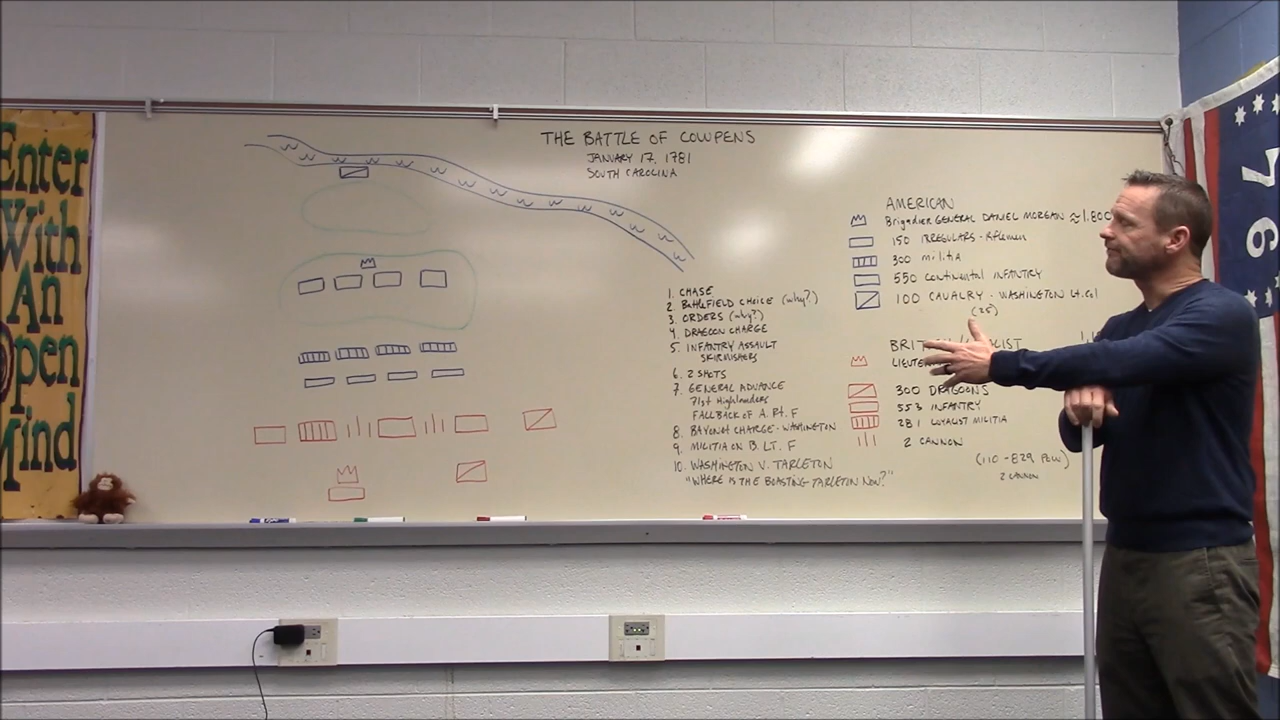 Enter
With
An
Open
Mind
THE BATTLE OF COWPENS
JANUARY 17, 1781
SOUTH CAROLINA
1. CHASE
2. BATTLEFIELD CHOICE (why?)
3. ORDERS (why?)
4. DRAGOON CHARGE
5. INFANTRY ASSAULT
SKIRMISHERS
6. 2 SHOTS
7. GENERAL ADVANCE
71st Highlanders
FALLBACK OF A. Rt. F
8. BAYONET CHARGE - WASHINGTON
9. MILITIA ON B. LT. F
10. WASHINGTON V. TARLETON
"WHERE IS THE BOASTING TARLETON NOW?"
AMERICAN
Brigadier GENERAL DANIEL MORGAN ≈ 1,800
150 IRREGULARS - Riflemen
300 militia
550 CONTINENTAL INFANTRY
100 CAVALRY - WASHINGTON Lt. Col
(25)
300 DRAGOONS
553 INFANTRY
281 LOYALIST MILITIA
2 CANNON
(110 - 829 POW)
2 CANNON
76